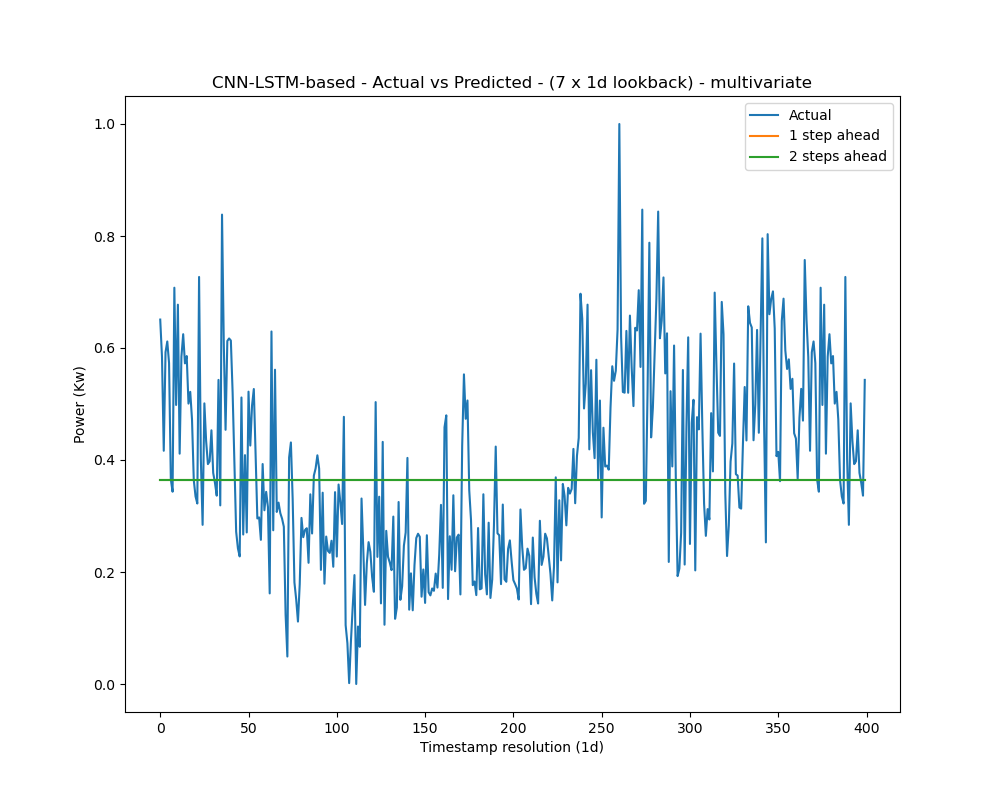 CNN-LSTM-based - Actual vs Predicted - (7 x 1d lookback) - multivariate
Actual
1 step ahead
2 steps ahead
Power (Kw)
1.0
0.8
0.6
0.4
0.2
0.0
0 50 100 150 200 250 300 350 400
Timestamp resolution (1d)